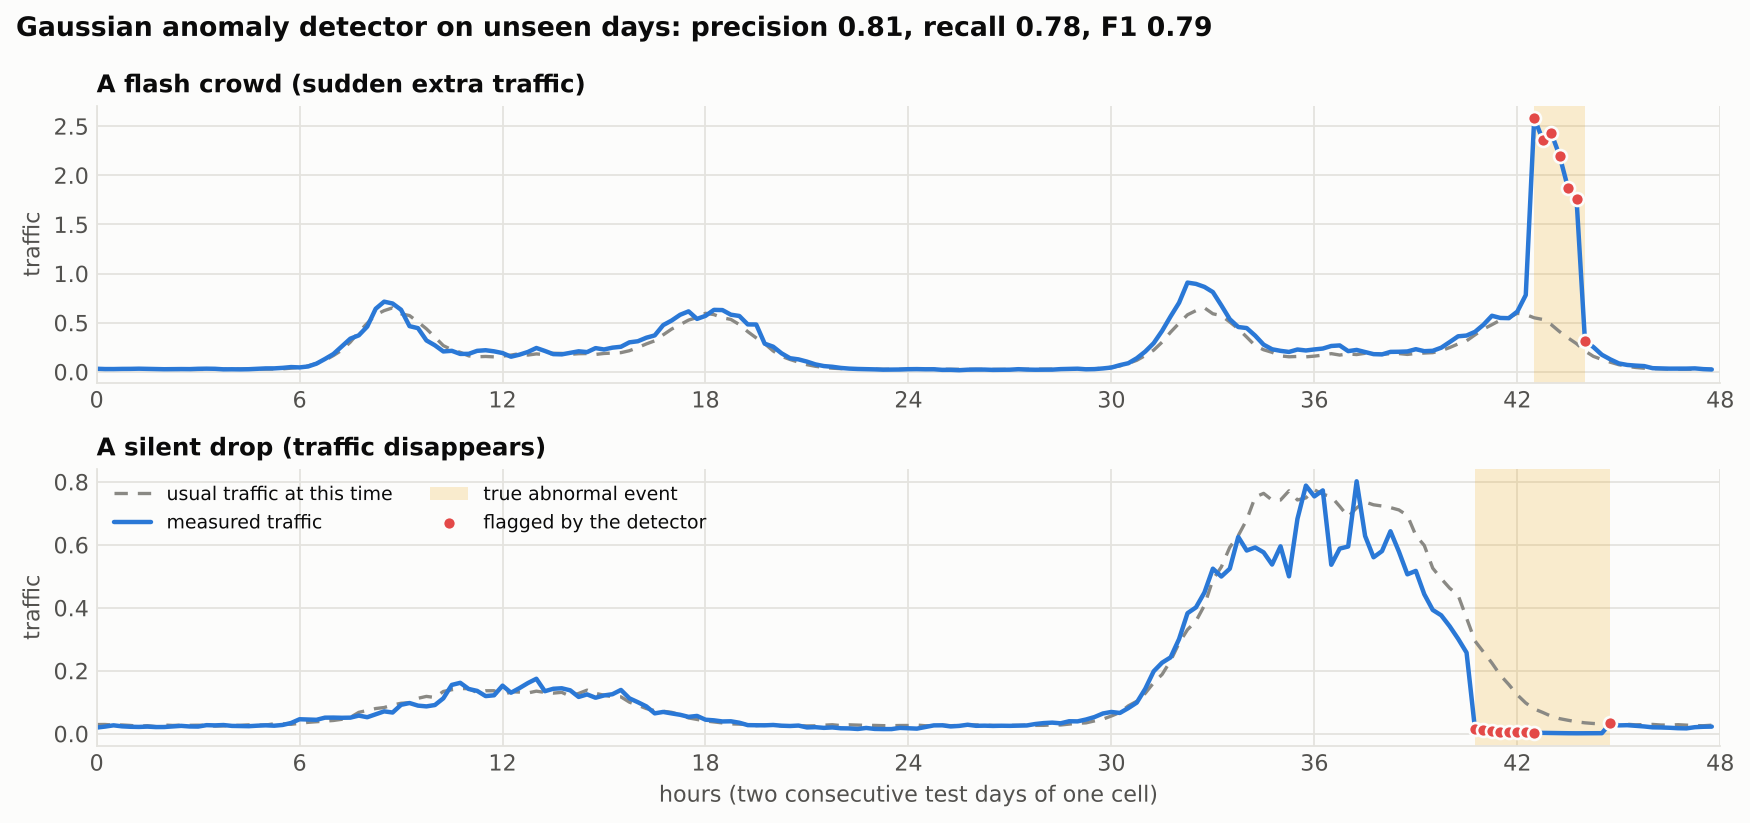 Gaussian anomaly detector on unseen days: precision 0.81, recall 0.78, F1 0.79
A flash crowd (sudden extra traffic)
traffic
2.5
2.0
1.5
1.0
0.5
0.0
0 6 12 18 24 30 36 42 48
A silent drop (traffic disappears)
usual traffic at this time
measured traffic
true abnormal event
flagged by the detector
traffic
0.8
0.6
0.4
0.2
0.0
0 6 12 18 24 30 36 42 48
hours (two consecutive test days of one cell)